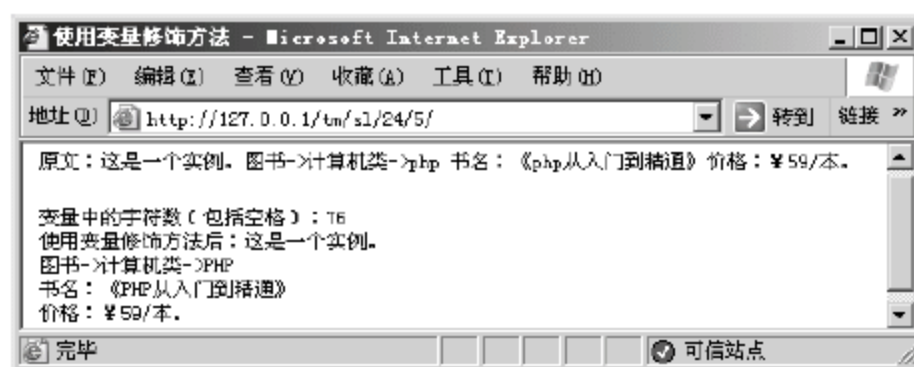 使用变量修饰方法 - Microsoft Internet Explorer
文件(F) 编辑(E) 查看(V) 收藏(A) 工具(T) 帮助(H)
地址(D) http://127.0.0.1/tm/sl/24/5/ 转到 链接 »
原文：这是一个实例。图书->计算机类->php 书名：《php从入门到精通》价格：￥59/本。
变量中的字符数(包括空格)：76
使用变量修饰方法后：这是一个实例。
图书->计算机类->PHP
书名：《PHP从入门到精通》
价格：￥59/本。
完毕 可信站点